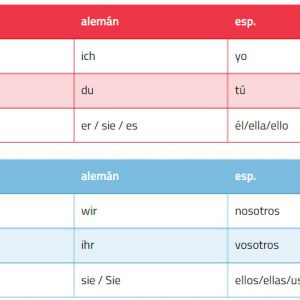 alemán esp.
ich yo
du tú
er / sie / es él/ella/ello
alemán esp.
wir nosotros
ihr vosotros
sie / Sie ellos/ellas/us